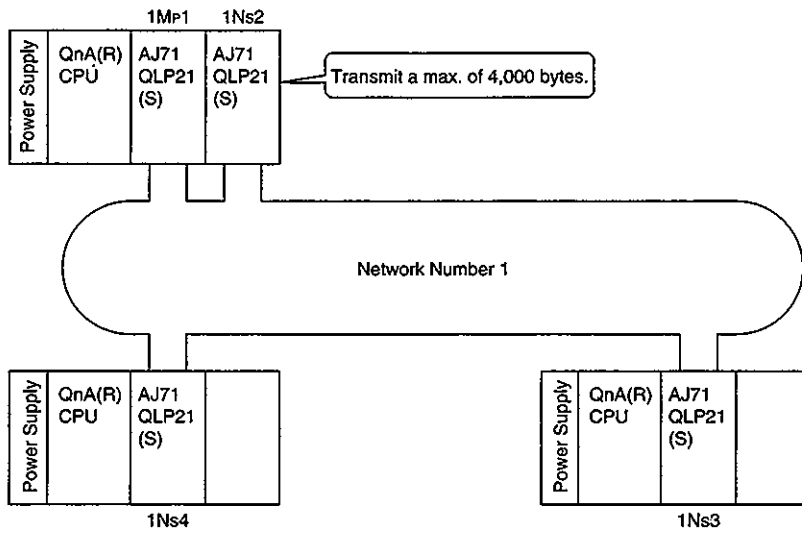 1MP1 1NS2
Power Supply
QnA(R)
CPU
AJ71
QLP21
(S)
AJ71
QLP21
(S)
Transmit a max. of 4,000 bytes.
Network Number 1
Power Supply
QnA(R)
CPU
AJ71
QLP21
(S)
1Ns4
Power Supply
QnA(R)
CPU
AJ71
QLP21
(S)
1Ns3